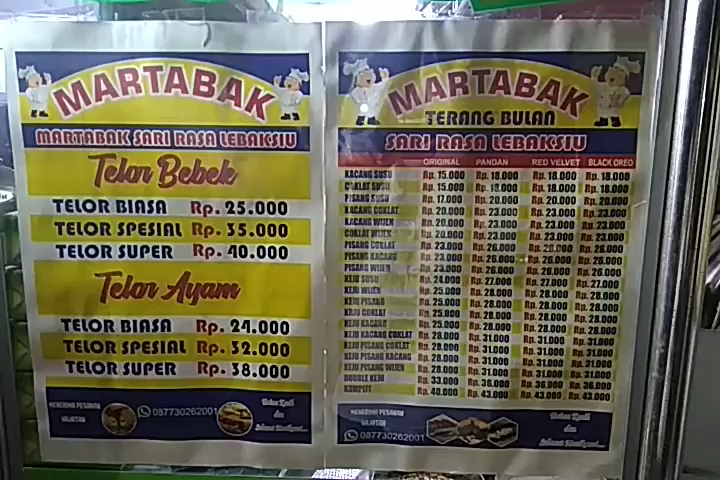 MARTABAK
MARTABAK SARI RASA LEBAKSIU
Telor Bebek
TELOR BIASA Rp. 25.000
TELOR SPESIAL Rp. 35.000
TELOR SUPER Rp. 40.000
Telor Ayam
TELOR BIASA Rp. 24.000
TELOR SPESIAL Rp. 32.000
TELOR SUPER Rp. 38.000
MENERIMA PESANAN
HAJATAN
087730262001
MARTABAK
TERANG BULAN
SARI RASA LEBAKSIU
ORIGINAL PANDAN RED VELVET BLACK OREO
KACANG SUSU Rp. 15.000 Rp. 18.000 Rp. 18.000 Rp. 18.000
COKLAT SUSU Rp. 15.000 Rp. 18.000 Rp. 18.000 Rp. 18.000
PISANG SUSU Rp. 17.000 Rp. 20.000 Rp. 20.000 Rp. 20.000
KACANG COKLAT Rp. 20.000 Rp. 23.000 Rp. 23.000 Rp. 23.000
KACANG WIJEN Rp. 20.000 Rp. 23.000 Rp. 23.000 Rp. 23.000
COKLAT WIJEN Rp. 20.000 Rp. 23.000 Rp. 23.000 Rp. 23.000
PISANG COKLAT Rp. 23.000 Rp. 26.000 Rp. 26.000 Rp. 26.000
PISANG KACANG Rp. 23.000 Rp. 26.000 Rp. 26.000 Rp. 26.000
PISANG WIJEN Rp. 23.000 Rp. 26.000 Rp. 26.000 Rp. 26.000
KEJU SUSU Rp. 24.000 Rp. 27.000 Rp. 27.000 Rp. 27.000
KEJU WIJEN Rp. 25.000 Rp. 28.000 Rp. 28.000 Rp. 28.000
KEJU PISANG Rp. 25.000 Rp. 28.000 Rp. 28.000 Rp. 28.000
KEJU COKLAT Rp. 25.000 Rp. 28.000 Rp. 28.000 Rp. 28.000
KEJU KACANG Rp. 25.000 Rp. 28.000 Rp. 28.000 Rp. 28.000
KEJU KACANG COKLAT Rp. 28.000 Rp. 31.000 Rp. 31.000 Rp. 31.000
KEJU PISANG COKLAT Rp. 28.000 Rp. 31.000 Rp. 31.000 Rp. 31.000
KEJU PISANG KACANG Rp. 28.000 Rp. 31.000 Rp. 31.000 Rp. 31.000
KEJU PISANG WIJEN Rp. 28.000 Rp. 31.000 Rp. 31.000 Rp. 31.000
DOUBLE KEJU Rp. 33.000 Rp. 36.000 Rp. 36.000 Rp. 36.000
KOMPLIT Rp. 40.000 Rp. 43.000 Rp. 43.000 Rp. 43.000
MENERIMA PESANAN
HAJATAN
087730262001